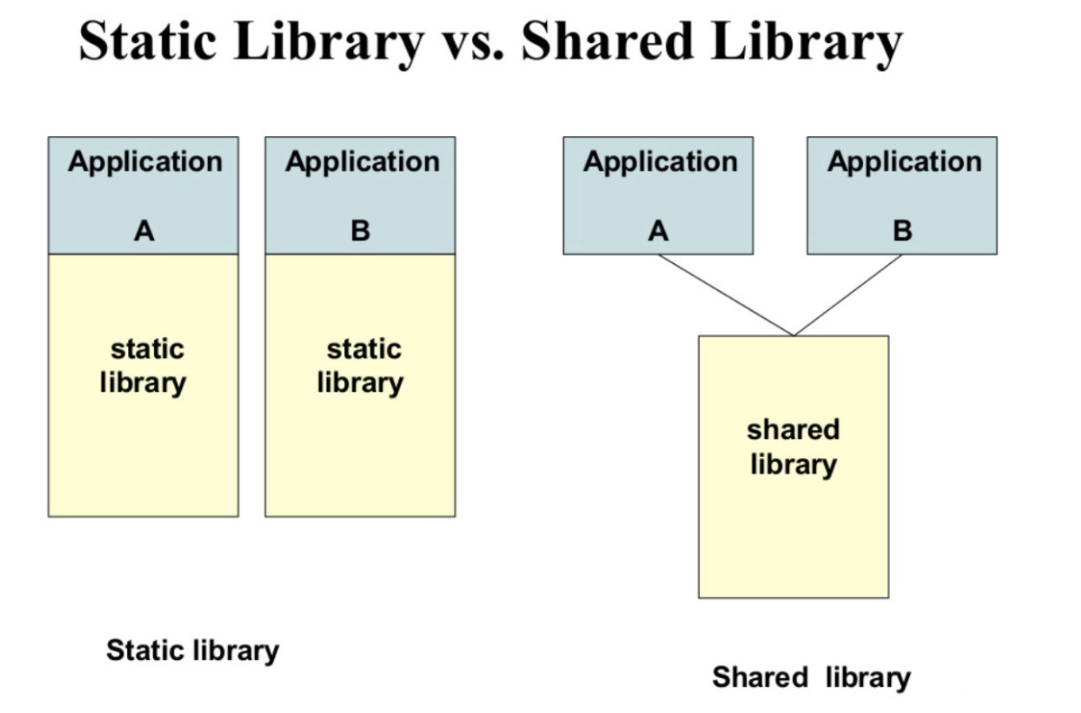 Static Library vs. Shared Library
Application
A
Application
B
Application
A
Application
B
static
library
static
library
shared
library
Static library
Shared library